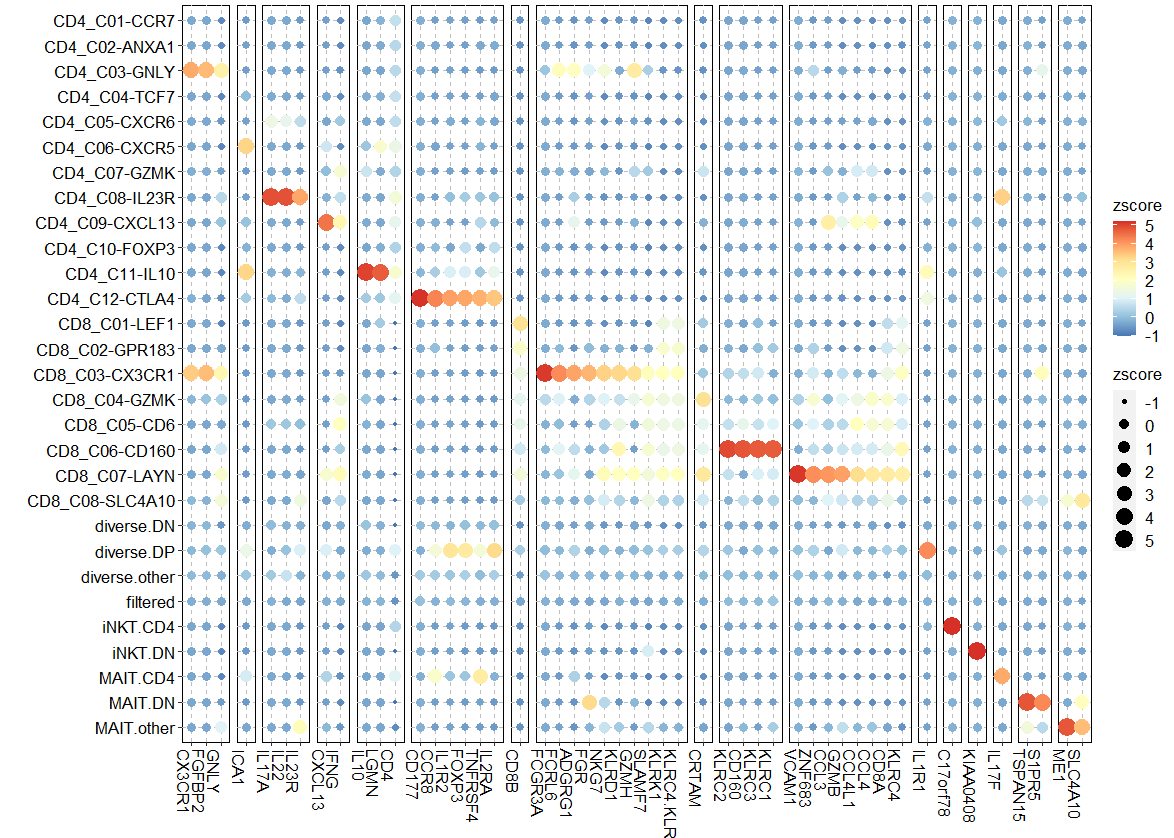 CD4_C01-CCR7
CD4_C02-ANXA1
CD4_C03-GNLY
CD4_C04-TCF7
CD4_C05-CXCR6
CD4_C06-CXCR5
CD4_C07-GZMK
CD4_C08-IL23R
CD4_C09-CXCL13
CD4_C10-FOXP3
CD4_C11-IL10
CD4_C12-CTLA4
CD8_C01-LEF1
CD8_C02-GPR183
CD8_C03-CX3CR1
CD8_C04-GZMK
CD8_C05-CD6
CD8_C06-CD160
CD8_C07-LAYN
CD8_C08-SLC4A10
diverse.DN
diverse.DP
diverse.other
filtered
iNKT.CD4
iNKT.DN
MAIT.CD4
MAIT.DN
MAIT.other
CX3CR1
FGFBP2
GNLY
ICA1
IL17A
IL22
IL23R
CXCL13
IFNG
IL10
LGMN
CD4
CD177
CCR8
IL1R2
FOXP3
TNFRSF4
IL2RA
CD8B
FCGR3A
FCRL6
ADGRG1
FGR
NKG7
KLRD1
GZMH
SLAMF7
KLRK1
KLRC4.KLR
CRTAM
KLRC2
CD160
KLRC3
KLRC1
VCAM1
ZNF683
CCL3
GZMB
CCL4L1
CCL4
CD8A
KLRC4
IL1R1
C17orf78
KIAA0408
IL17F
TSPAN15
S1PR5
ME1
SLC4A10
zscore
5
4
3
2
1
0
-1
zscore
-1
0
1
2
3
4
5